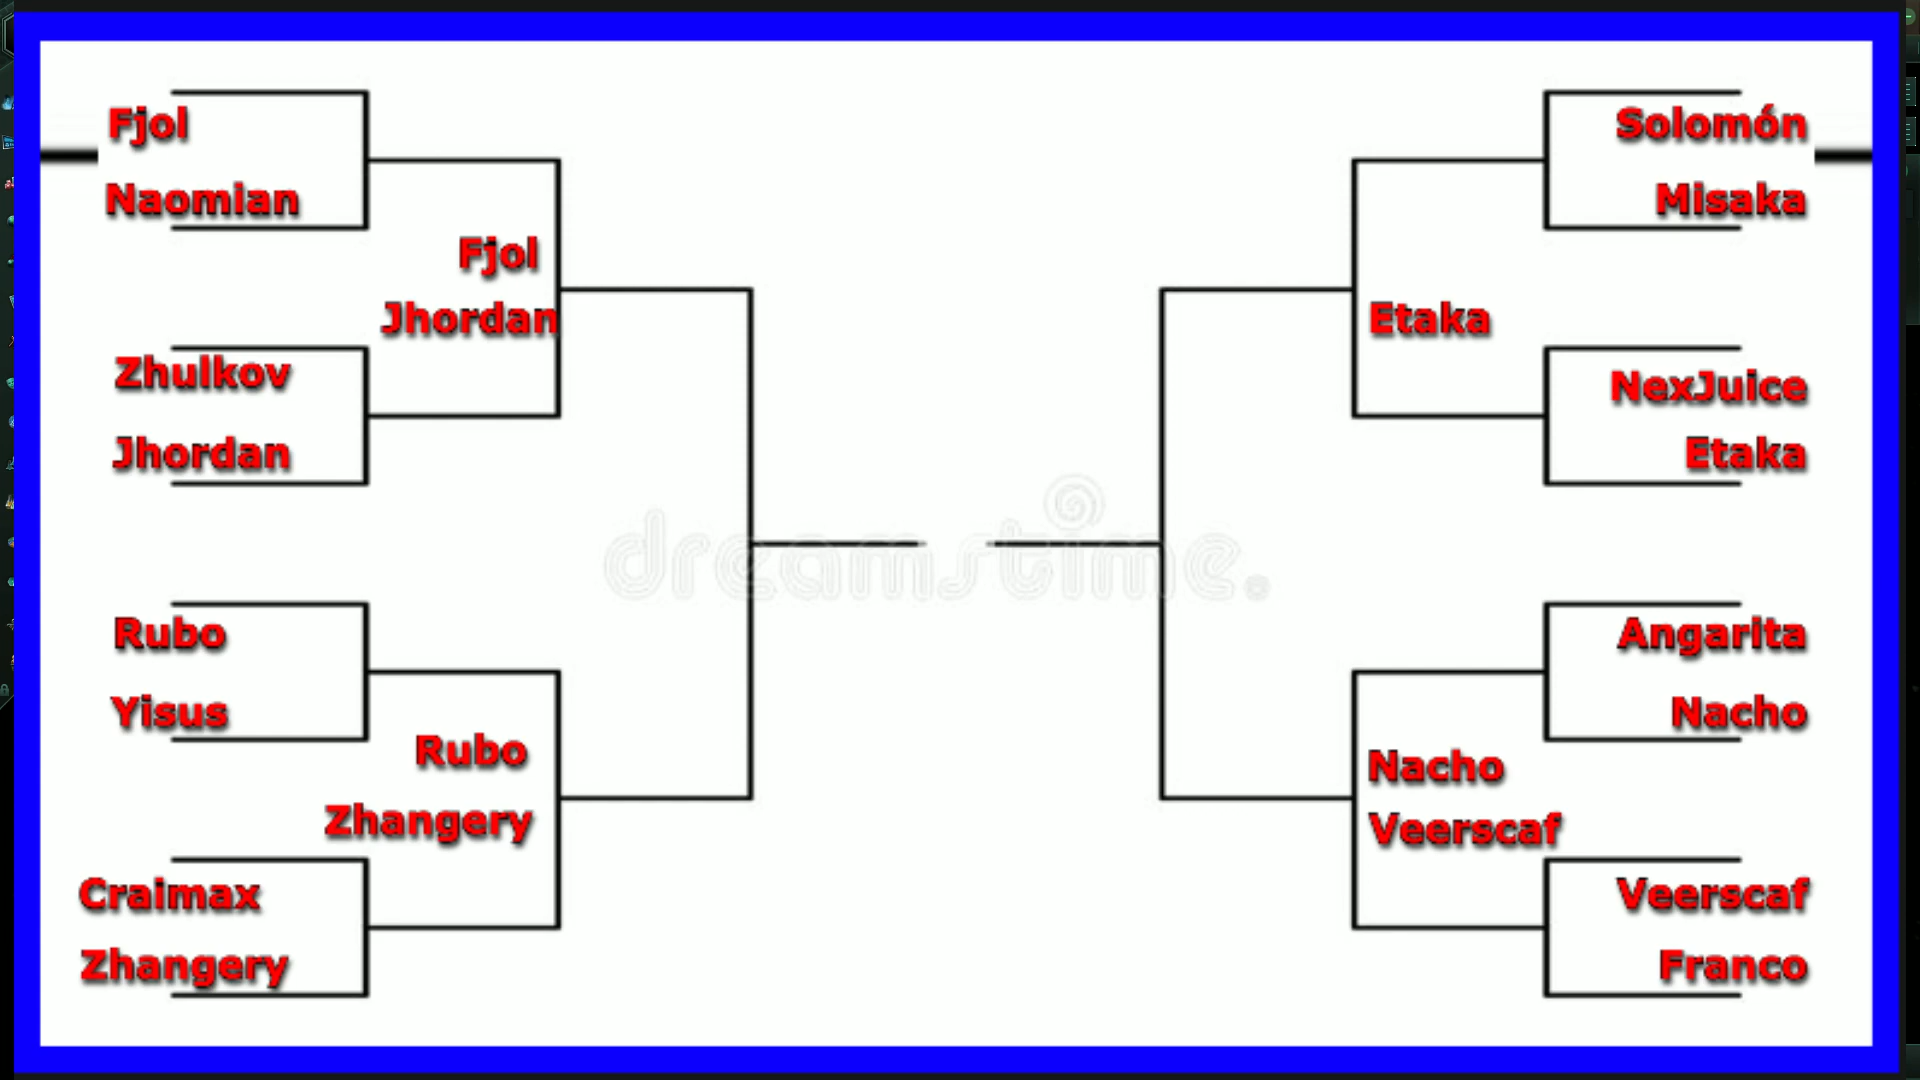 Fjol
Naomian
Fjol
Jhordan
Zhulkov
Jhordan
Rubo
Yisus
Rubo
Zhangery
Craimax
Zhangery
dreamstime.
Solomón
Misaka
Etaka
NexJuice
Etaka
Angarita
Nacho
Nacho
Veerscaf
Veerscaf
Franco